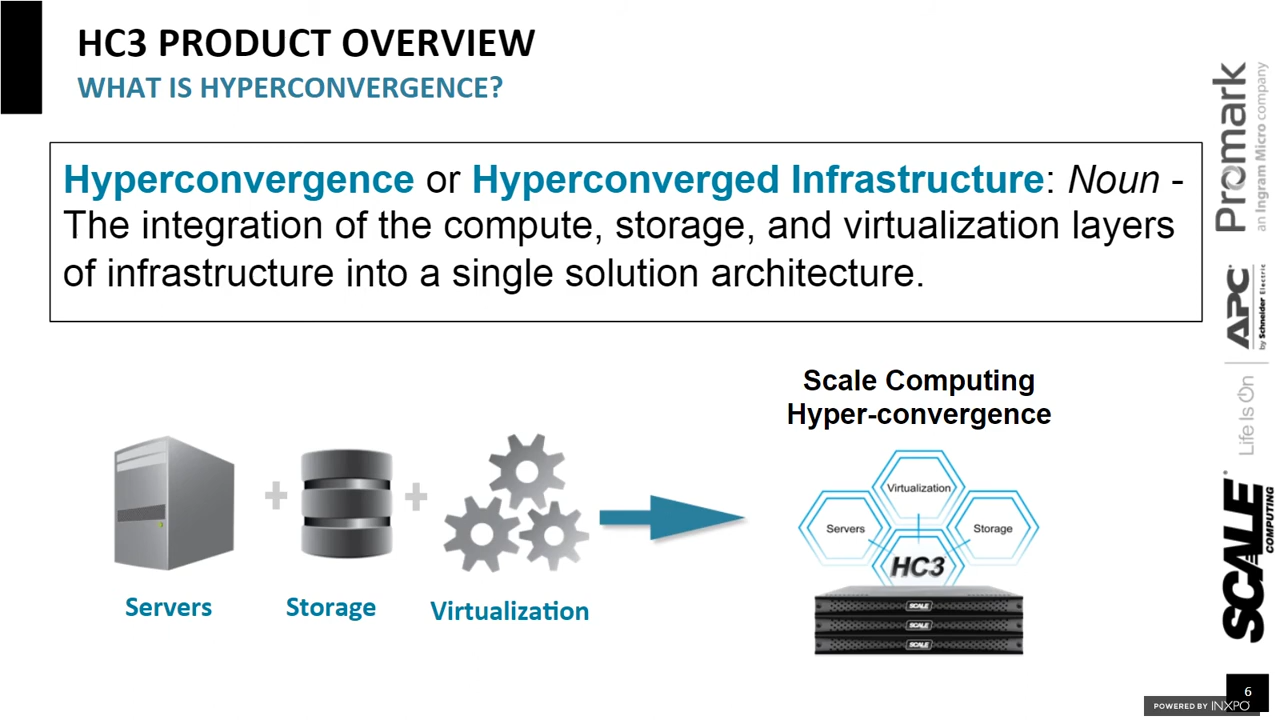 HC3 PRODUCT OVERVIEW
WHAT IS HYPERCONVERGENCE?
Hyperconvergence or Hyperconverged Infrastructure: Noun -
The integration of the compute, storage, and virtualization layers
of infrastructure into a single solution architecture.
Scale Computing
Hyper-convergence
Servers
Storage
Virtualization
Virtualization
Servers
Storage
HC3
SCALE
SCALE
SCALE
Promark
an Ingram Micro company
APC
by Schneider Electric
Life Is On
SCALE
COMPUTING
6
POWERED BY INXPO